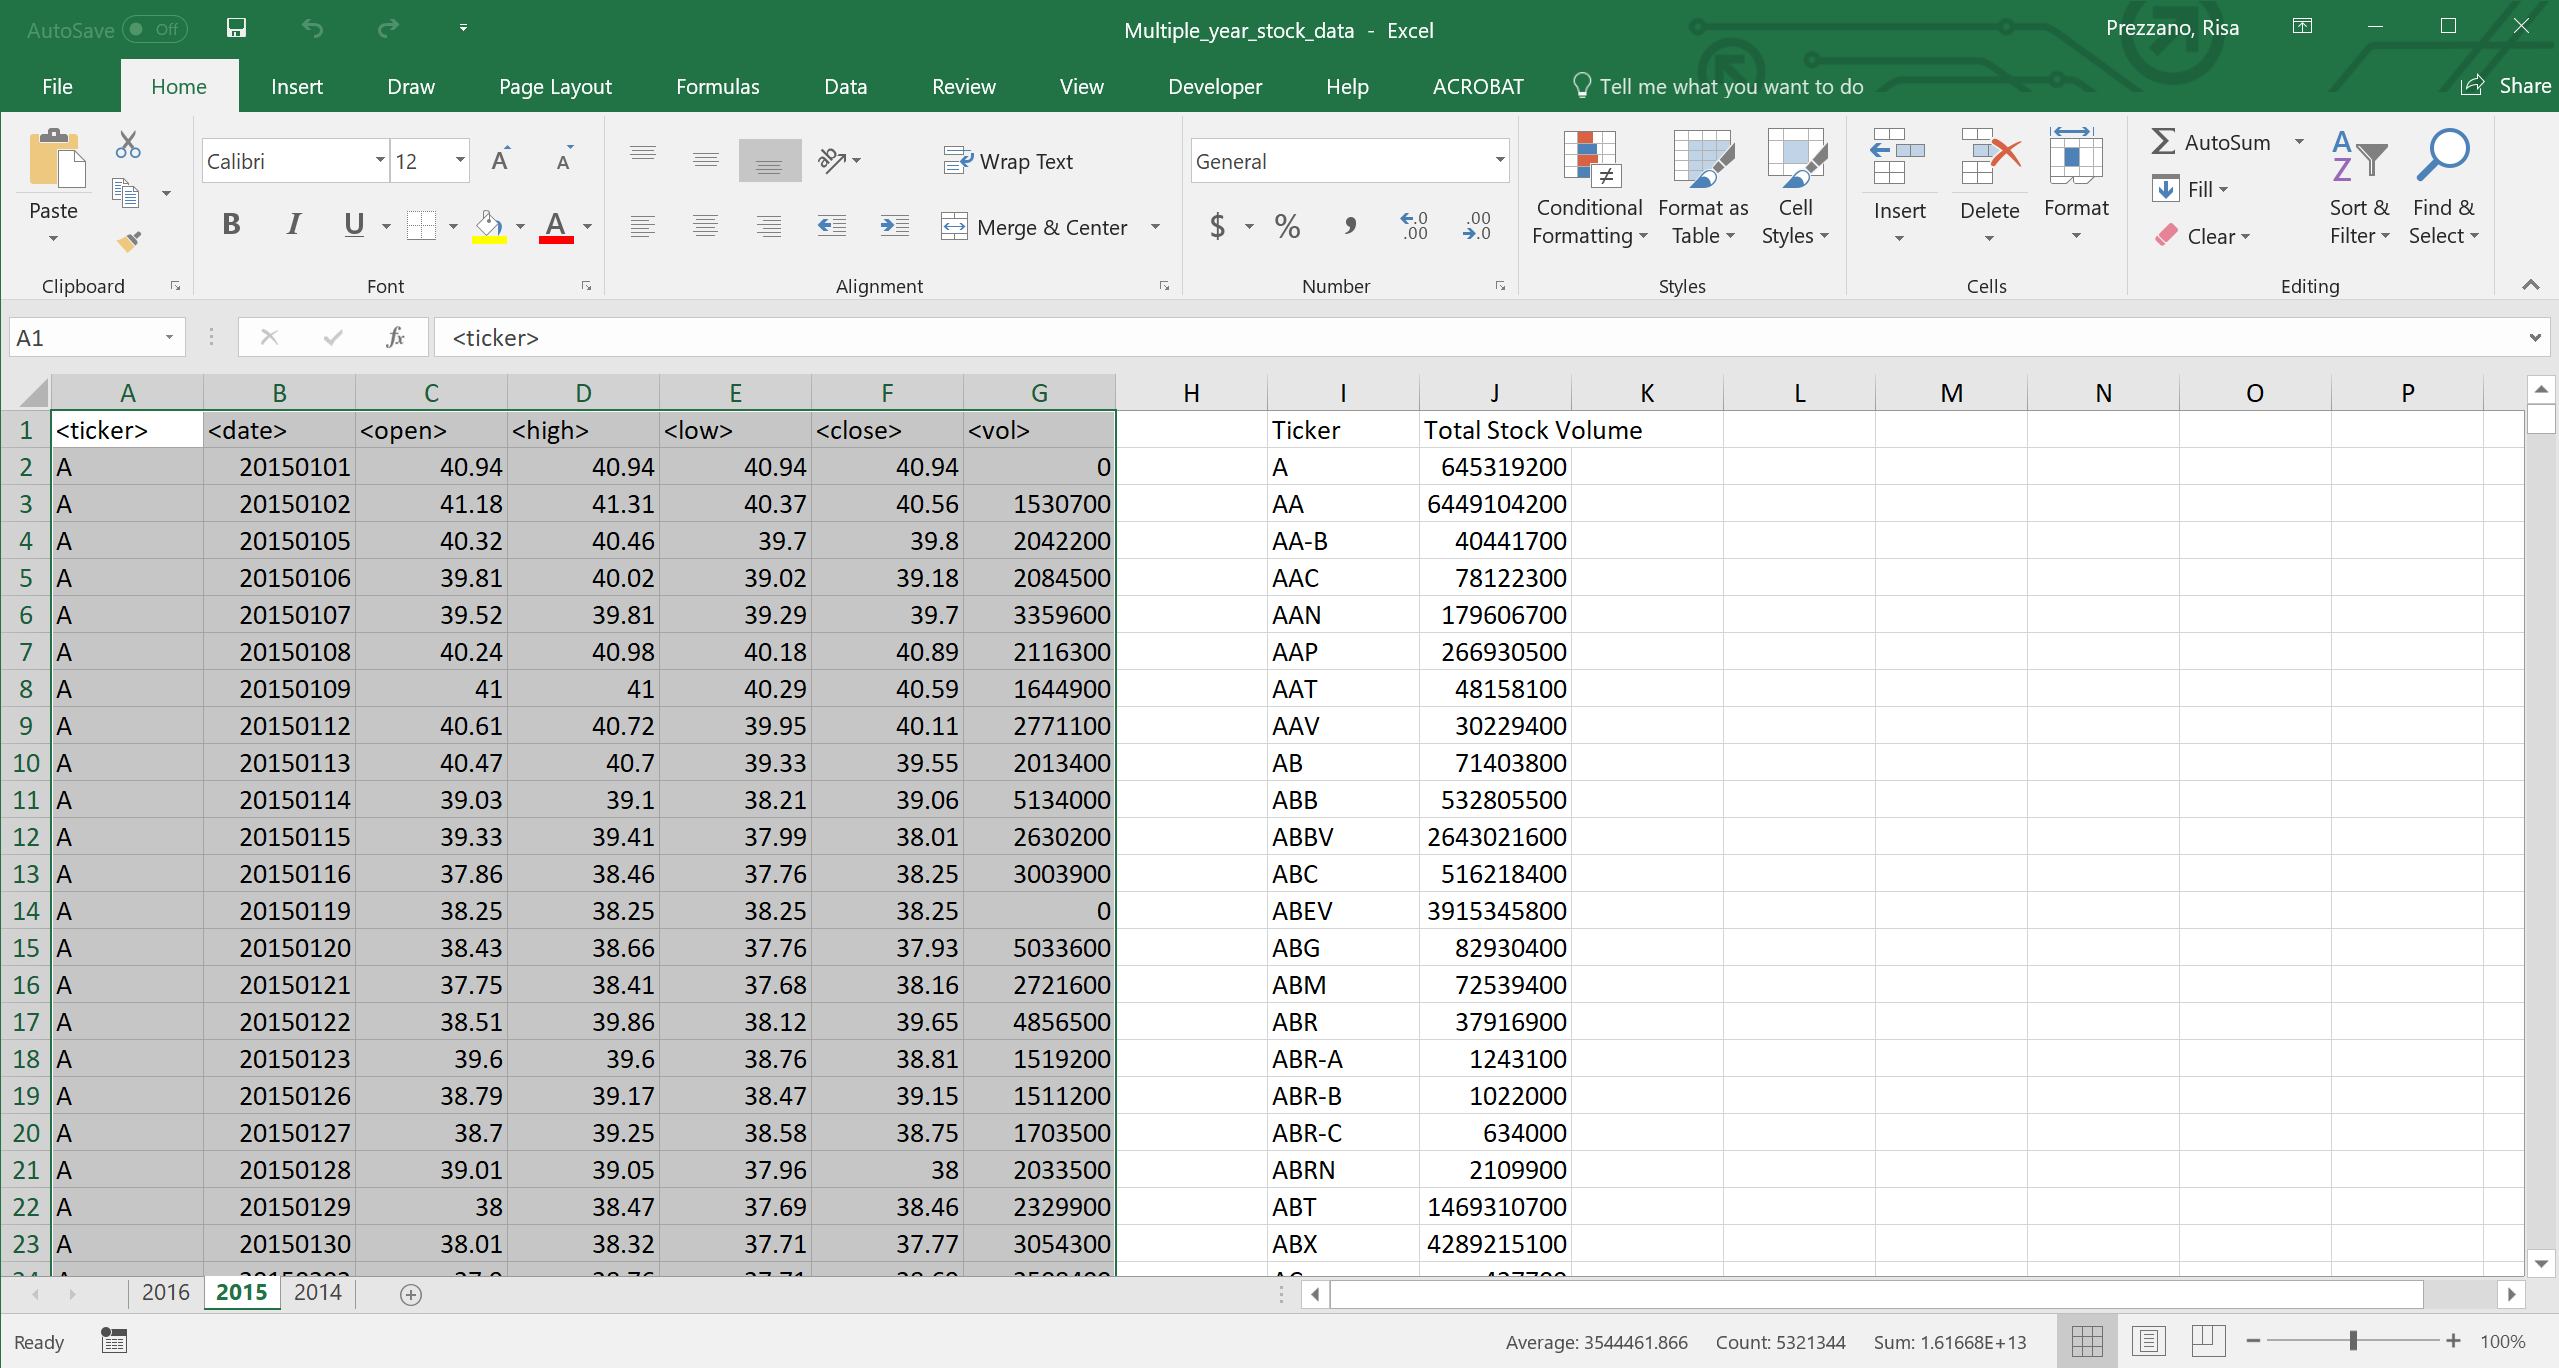 AutoSave Off
Multiple_year_stock_data - Excel
Prezzano, Risa
File Home Insert Draw Page Layout Formulas Data Review View Developer Help ACROBAT Tell me what you want to do Share
Calibri 12 Wrap Text General AutoSum
Paste B I U A Merge & Center $ % , Conditional Formatting Format as Table Cell Styles Insert Delete Format Fill Clear Sort & Filter Find & Select
Clipboard Font Alignment Number Styles Cells Editing
A1 fx <ticker>
A B C D E F G H I J K L M N O P
1 <ticker> <date> <open> <high> <low> <close> <vol> Ticker Total Stock Volume
2 A 20150101 40.94 40.94 40.94 40.94 0 A 645319200
3 A 20150102 41.18 41.31 40.37 40.56 1530700 AA 6449104200
4 A 20150105 40.32 40.46 39.7 39.8 2042200 AA-B 40441700
5 A 20150106 39.81 40.02 39.02 39.18 2084500 AAC 78122300
6 A 20150107 39.52 39.81 39.29 39.7 3359600 AAN 179606700
7 A 20150108 40.24 40.98 40.18 40.89 2116300 AAP 266930500
8 A 20150109 41 41 40.29 40.59 1644900 AAT 48158100
9 A 20150112 40.61 40.72 39.95 40.11 2771100 AAV 30229400
10 A 20150113 40.47 40.7 39.33 39.55 2013400 AB 71403800
11 A 20150114 39.03 39.1 38.21 39.06 5134000 ABB 532805500
12 A 20150115 39.33 39.41 37.99 38.01 2630200 ABBV 2643021600
13 A 20150116 37.86 38.46 37.76 38.25 3003900 ABC 516218400
14 A 20150119 38.25 38.25 38.25 38.25 0 ABEV 3915345800
15 A 20150120 38.43 38.66 37.76 37.93 5033600 ABG 82930400
16 A 20150121 37.75 38.41 37.68 38.16 2721600 ABM 72539400
17 A 20150122 38.51 39.86 38.12 39.65 4856500 ABR 37916900
18 A 20150123 39.6 39.6 38.76 38.81 1519200 ABR-A 1243100
19 A 20150126 38.79 39.17 38.47 39.15 1511200 ABR-B 1022000
20 A 20150127 38.7 39.25 38.58 38.75 1703500 ABR-C 634000
21 A 20150128 39.01 39.05 37.96 38 2033500 ABRN 2109900
22 A 20150129 38 38.47 37.69 38.46 2329900 ABT 1469310700
23 A 20150130 38.01 38.32 37.71 37.77 3054300 ABX 4289215100
2016 2015 2014
Ready Average: 3544461.866 Count: 5321344 Sum: 1.61668E+13 100%